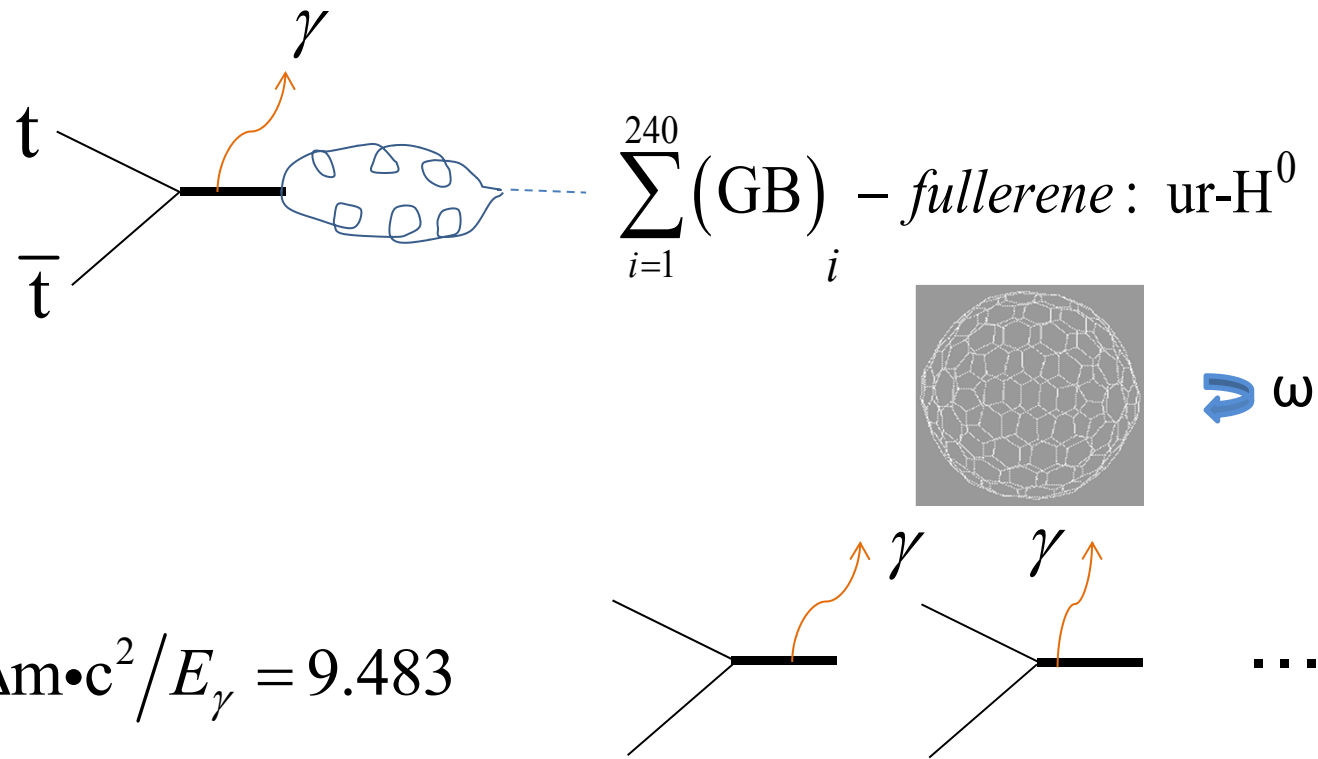 γ
t
t̅
240
∑(GB)ᵢ – fullerene : ur-H⁰
i=1
ω
γ γ
m•c²/E_γ = 9.483
...